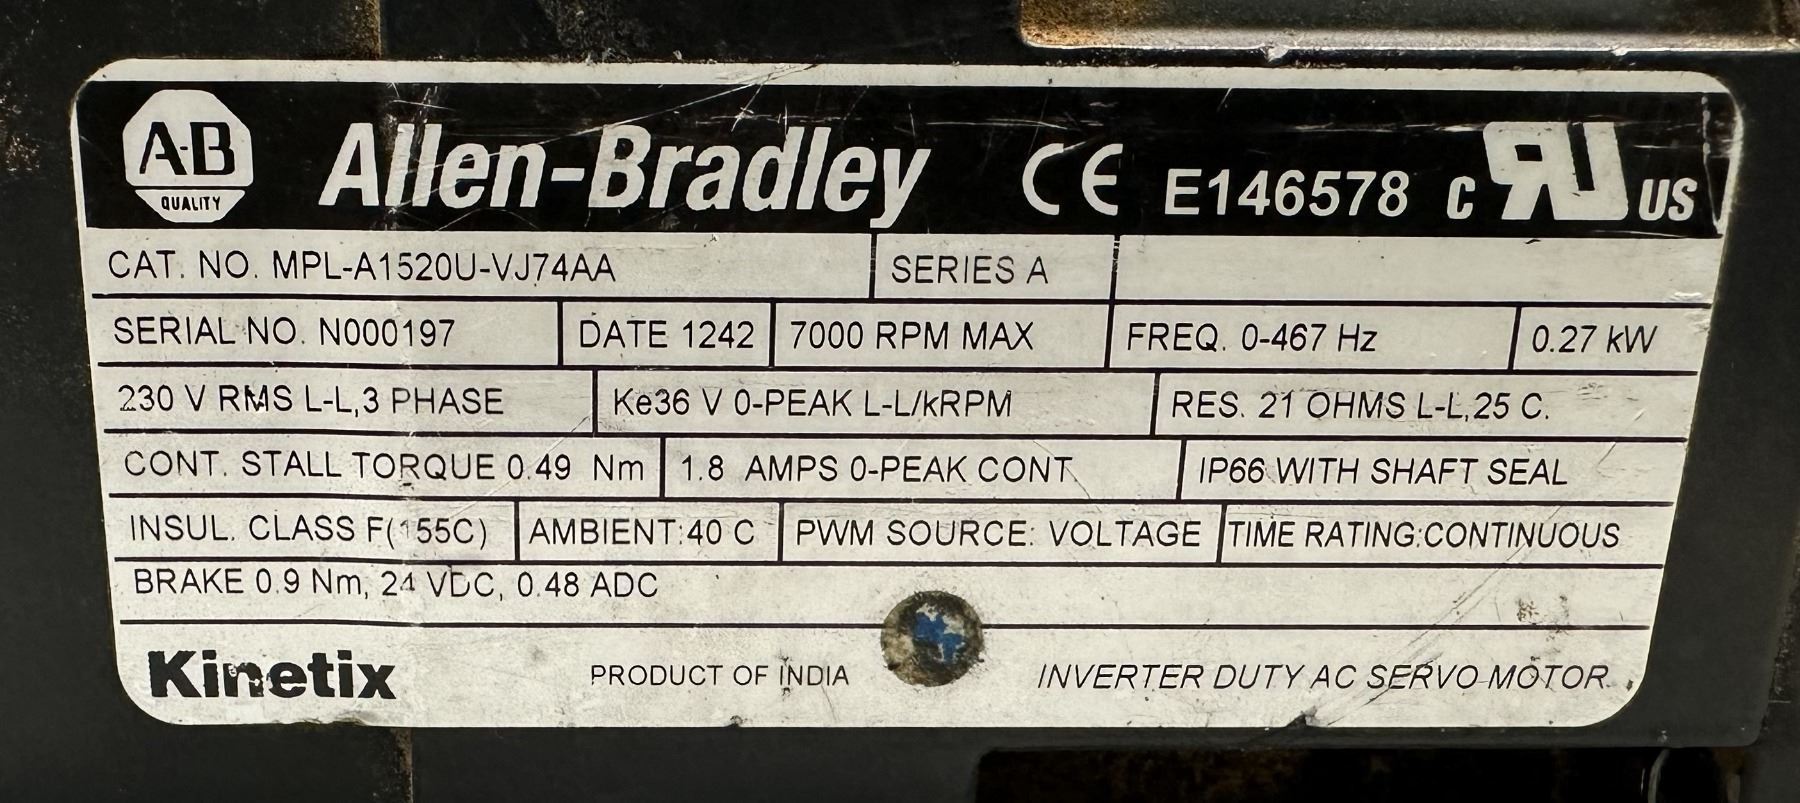 A-B QUALITY Allen-Bradley CE E146578 C RU US
CAT. NO. MPL-A1520U-VJ74AA SERIES A
SERIAL NO. N000197 DATE 1242 7000 RPM MAX FREQ. 0-467 Hz 0.27 kW
230 V RMS L-L,3 PHASE Ke36 V 0-PEAK L-L/kRPM RES. 21 OHMS L-L,25 C.
CONT. STALL TORQUE 0.49 Nm 1.8 AMPS 0-PEAK CONT. IP66 WITH SHAFT SEAL
INSUL. CLASS F(155C) AMBIENT:40 C PWM SOURCE: VOLTAGE TIME RATING:CONTINUOUS
BRAKE 0.9 Nm, 24 VDC, 0.48 ADC
Kinetix PRODUCT OF INDIA INVERTER DUTY AC SERVO MOTOR